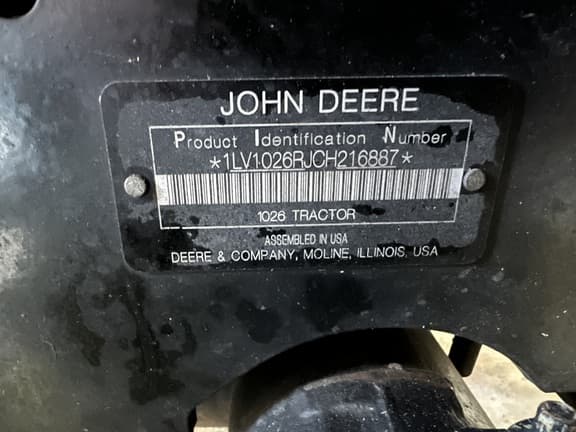 JOHN DEERE
Product Identification Number
*1LV1026RJCH216887*
1026 TRACTOR
ASSEMBLED IN USA
DEERE & COMPANY, MOLINE, ILLINOIS, USA